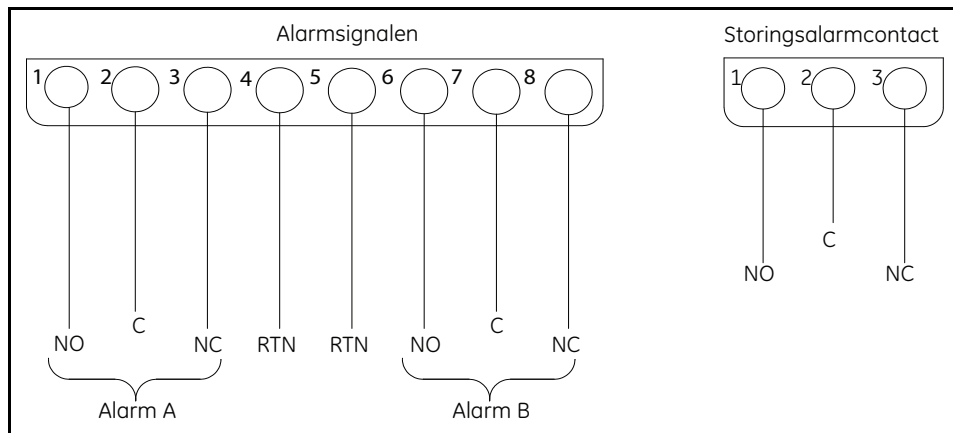 Alarmsignalen
1 2 3 4 5 6 7 8
NO C NC RTN RTN NO C NC
Alarm A Alarm B
Storingsalarmcontact
1 2 3
NO C NC